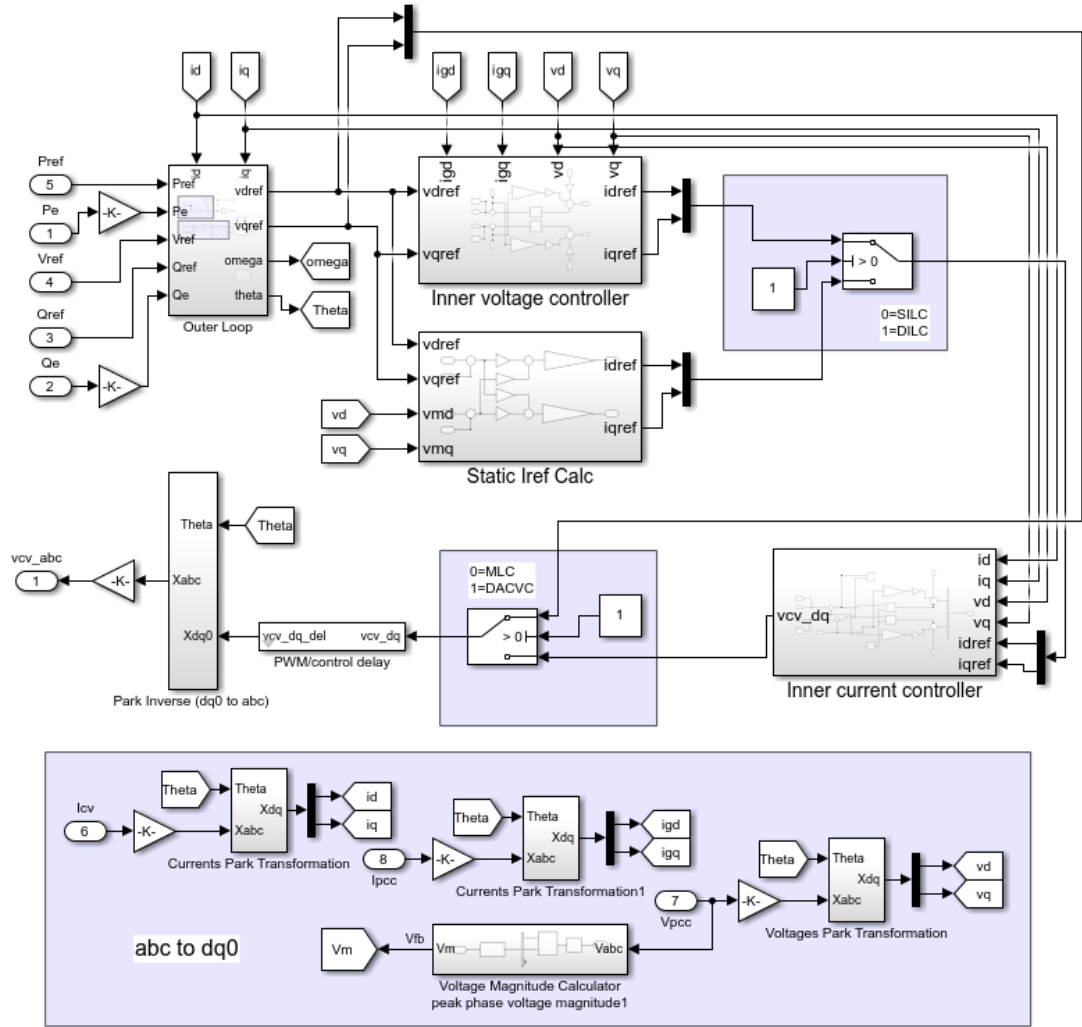 id
iq
igd
igq
vd
vq
Pref
5
Pe
1
-K-
Vref
4
Qref
3
Qe
2
-K-
id
iq
Pref
Pe
Vref
Qref
Qe
vdref
vqref
omega
theta
Outer Loop
omega
Theta
igd
igq
vd
vq
vdref
vqref
idref
iqref
Inner voltage controller
1
> 0
0=SILC
1=DILC
vdref
vqref
vmd
vmq
idref
iqref
Static Iref Calc
vd
vq
Theta
Xabc
Xdq0
Park Inverse (dq0 to abc)
Theta
vcv_abc
1
-K-
vcv_dq_del
vcv_dq
PWM/control delay
0=MLC
1=DACVC
> 0
1
vcv_dq
id
iq
vd
vq
idref
iqref
Inner current controller
Icv
6
-K-
Theta
Theta
Xabc
Xdq
Currents Park Transformation
id
iq
8
Ipcc
-K-
Theta
Theta
Xabc
Xdq
Currents Park Transformation1
igd
igq
7
Vpcc
-K-
Theta
Theta
Xabc
Xdq
Voltages Park Transformation
vd
vq
abc to dq0
Vm
Vfb
Vm
Vabc
Voltage Magnitude Calculator
peak phase voltage magnitude1